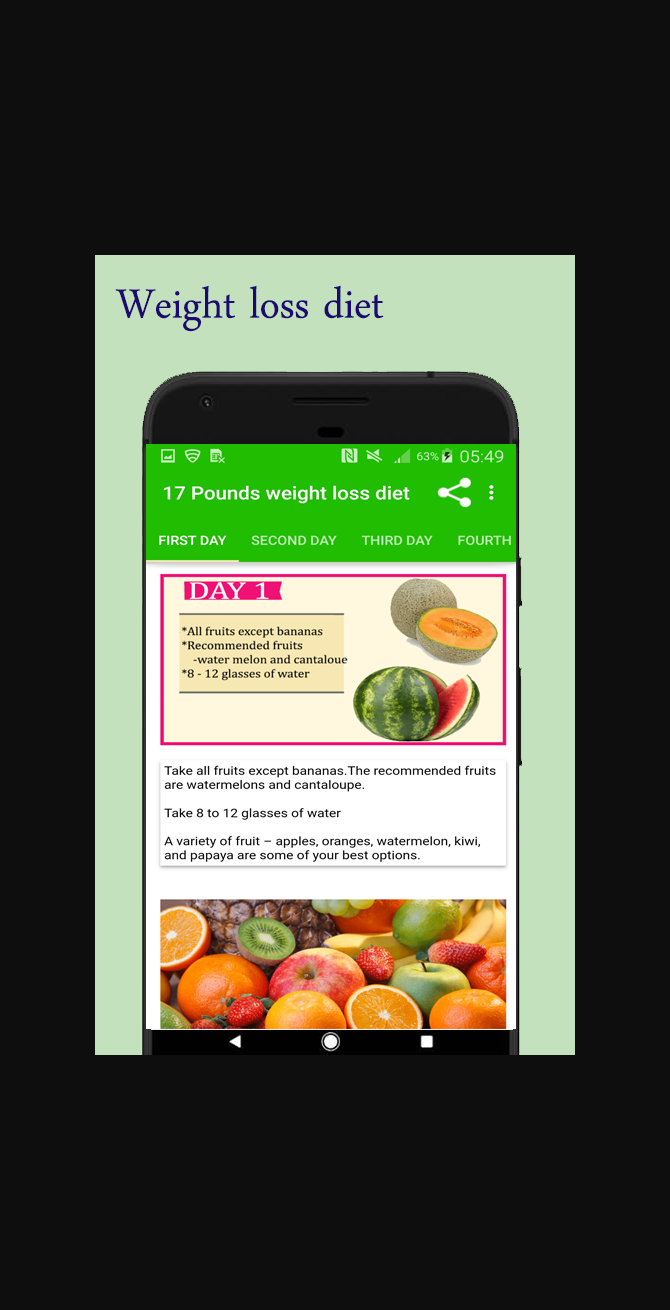 Weight loss diet
63% 05:49
17 Pounds weight loss diet
FIRST DAY SECOND DAY THIRD DAY FOURTH
DAY 1
*All fruits except bananas
*Recommended fruits
-water melon and cantaloue
*8 - 12 glasses of water
Take all fruits except bananas.The recommended fruits
are watermelons and cantaloupe.
Take 8 to 12 glasses of water
A variety of fruit – apples, oranges, watermelon, kiwi,
and papaya are some of your best options.